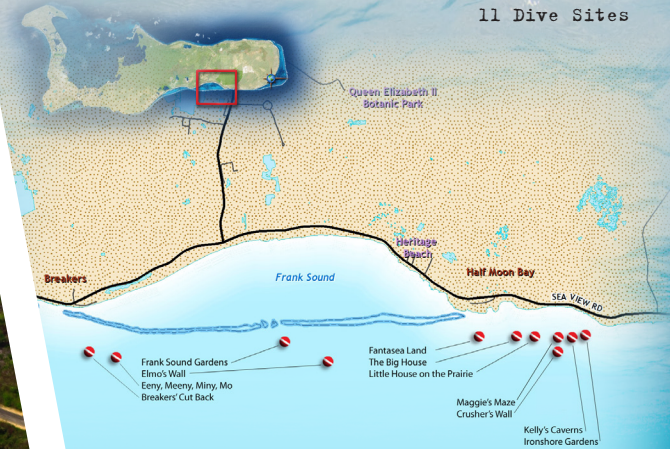 11 Dive Sites
Queen Elizabeth II
Botanic Park
Heritage
Beach
Breakers
Frank Sound
Half Moon Bay
SEA VIEW RD
Frank Sound Gardens
Elmo's Wall
Eeny, Meeny, Miny, Mo
Breakers' Cut Back
Fantasea Land
The Big House
Little House on the Prairie
Maggie's Maze
Crusher's Wall
Kelly's Caverns
Ironshore Gardens